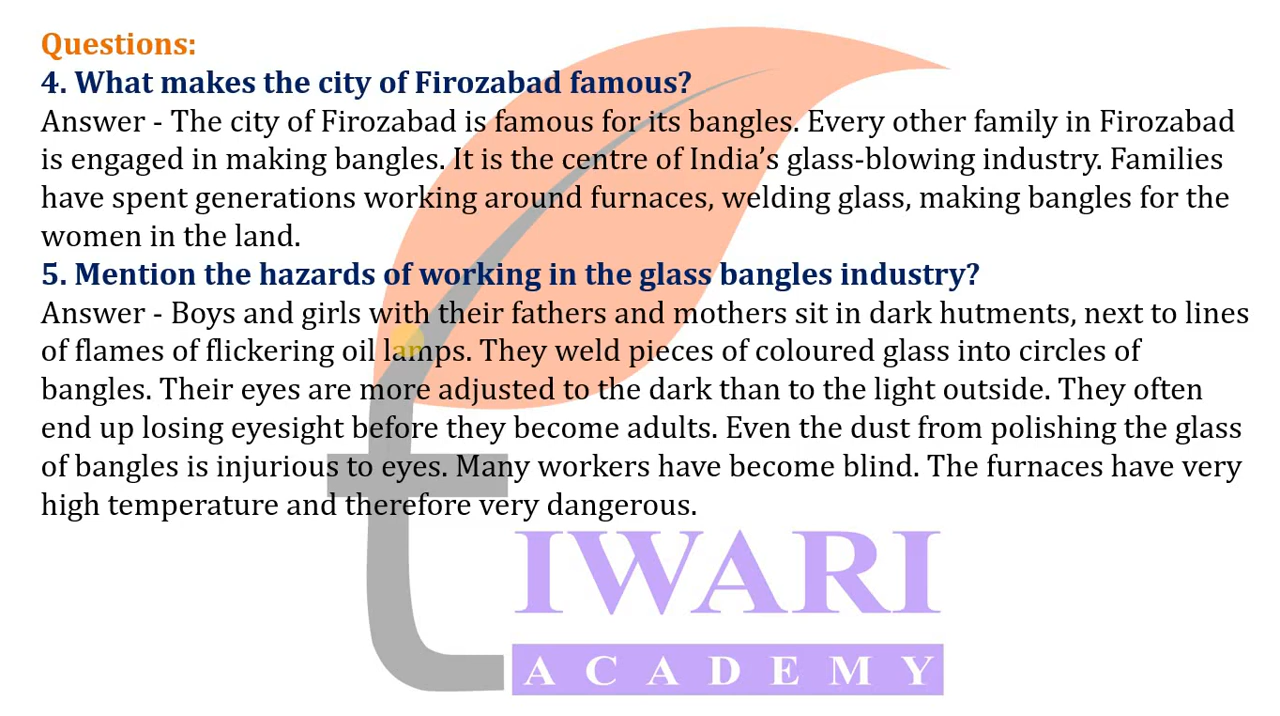 Questions:
4. What makes the city of Firozabad famous?
Answer - The city of Firozabad is famous for its bangles. Every other family in Firozabad
is engaged in making bangles. It is the centre of India’s glass-blowing industry. Families
have spent generations working around furnaces, welding glass, making bangles for the
women in the land.
5. Mention the hazards of working in the glass bangles industry?
Answer - Boys and girls with their fathers and mothers sit in dark hutments, next to lines
of flames of flickering oil lamps. They weld pieces of coloured glass into circles of
bangles. Their eyes are more adjusted to the dark than to the light outside. They often
end up losing eyesight before they become adults. Even the dust from polishing the glass
of bangles is injurious to eyes. Many workers have become blind. The furnaces have very
high temperature and therefore very dangerous.
tIWARI
ACADEMY